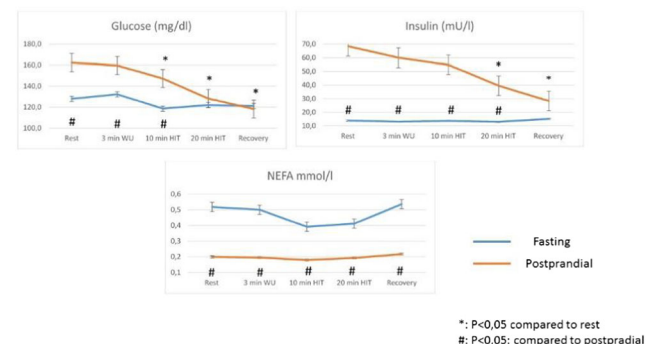 Glucose (mg/dl)
180,0
160,0
140,0
120,0
100,0
*
*
*
#
#
#
Rest
3 min WU
10 min HIT
20 min HIT
Recovery
Insulin (mU/l)
70,0
60,0
50,0
40,0
30,0
20,0
10,0
*
*
#
#
#
#
Rest
3 min WU
10 min HIT
20 min HIT
Recovery
NEFA mmol/l
0,6
0,5
0,4
0,3
0,2
0,1
#
#
#
#
#
Rest
3 min WU
10 min HIT
20 min HIT
Recovery
Fasting
Postprandial
*: P<0,05 compared to rest
#: P<0,05: compared to postpradial